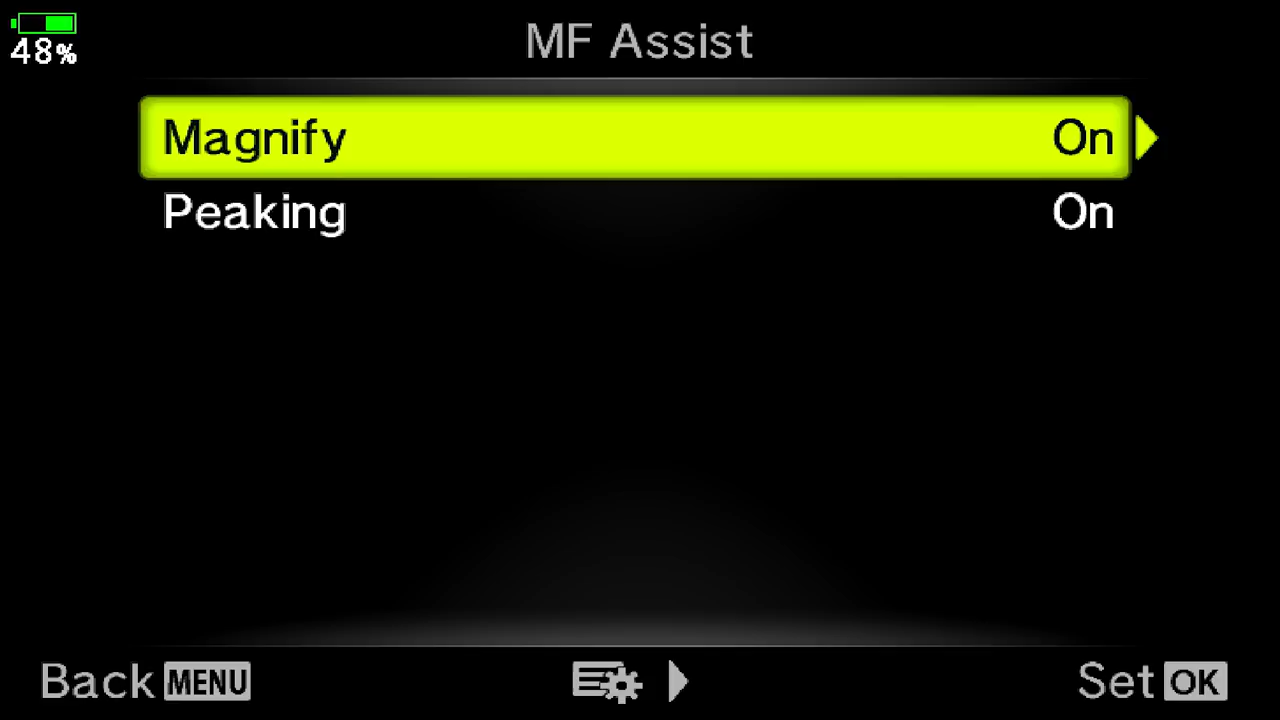 48%
MF Assist
Magnify On
Peaking On
Back MENU Set OK